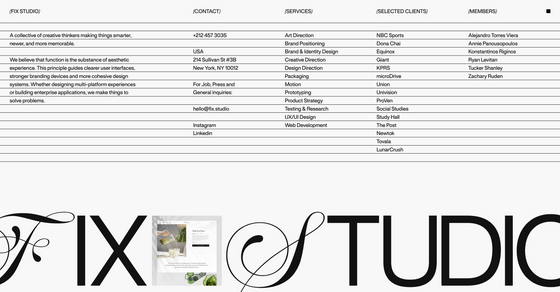 (FIX STUDIO)
A collective of creative thinkers making things smarter,
newer, and more memorable.
We believe that function is the substance of aesthetic
experience. This principle guides clearer user interfaces,
stronger branding devices and more cohesive design
systems. Whether designing multi-platform experiences
or building enterprise applications, we make things to
solve problems.
(CONTACT)
+212 457 3035
USA
214 Sullivan St #3B
New York, NY 10012
For Job, Press and
General inquiries:
hello@fix.studio
Instagram
Linkedin
(SERVICES)
Art Direction
Brand Positioning
Brand & Identity Design
Creative Direction
Design Direction
Packaging
Motion
Prototyping
Product Strategy
Testing & Research
UX/UI Design
Web Development
(SELECTED CLIENTS)
NBC Sports
Dona Chai
Equinox
Giant
KPRS
microDrive
Union
Univision
ProVen
Social Studies
Study Hall
The Post
Newtok
Tovala
LunarCrush
(MEMBERS)
Alejandro Torres Viera
Annie Panousopoulos
Konstantinos Riginos
Ryan Levitan
Tucker Shanley
Zachary Ruden
FIX STUDIO